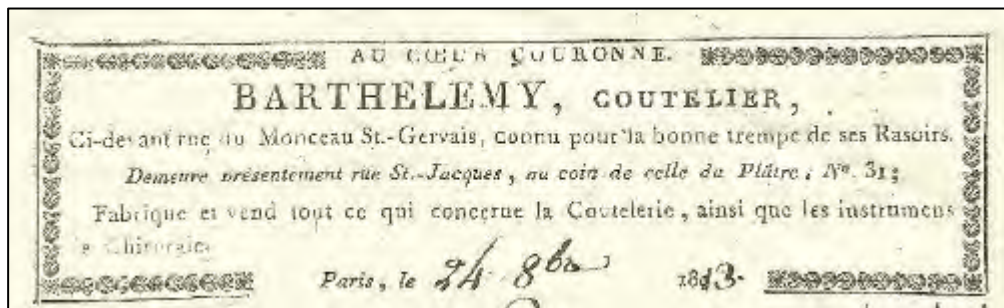 AU CŒUR COURONNE.
BARTHELEMY, COUTELIER,
Ci-devant rue du Monceau St.-Gervais, connu pour la bonne trempe de ses Rasoirs.
Demeure présentement rue St.-Jacques, au coin de celle du Plâtre, Nº. 31;
Fabrique et vend tout ce qui concerne la Coutelerie, ainsi que les instrumens
de Chirurgie.
Paris, le 24 8bre 1813.